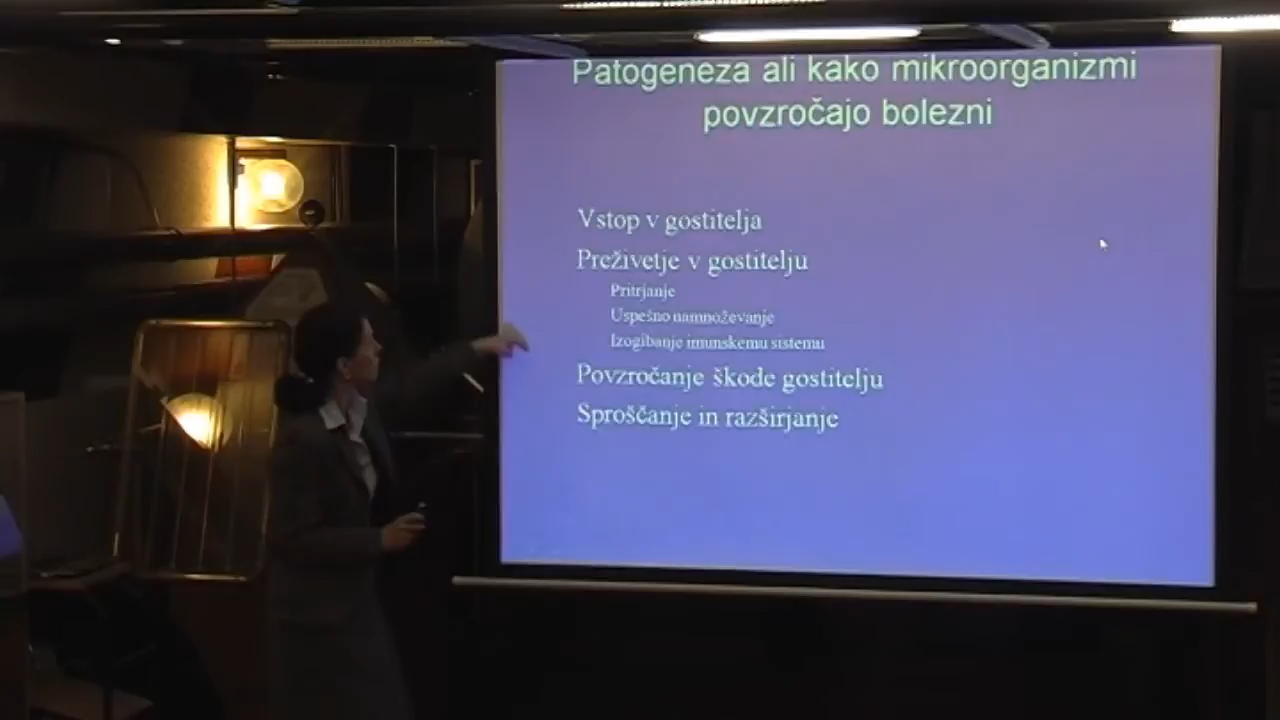 Patogeneza ali kako mikroorganizmi
povzročajo bolezni
Vstop v gostitelja
Preživetje v gostitelju
Pritrjanje
Uspešno namnoževanje
Izogibanje imunskemu sistemu
Povzročanje škode gostitelju
Sproščanje in razširjanje